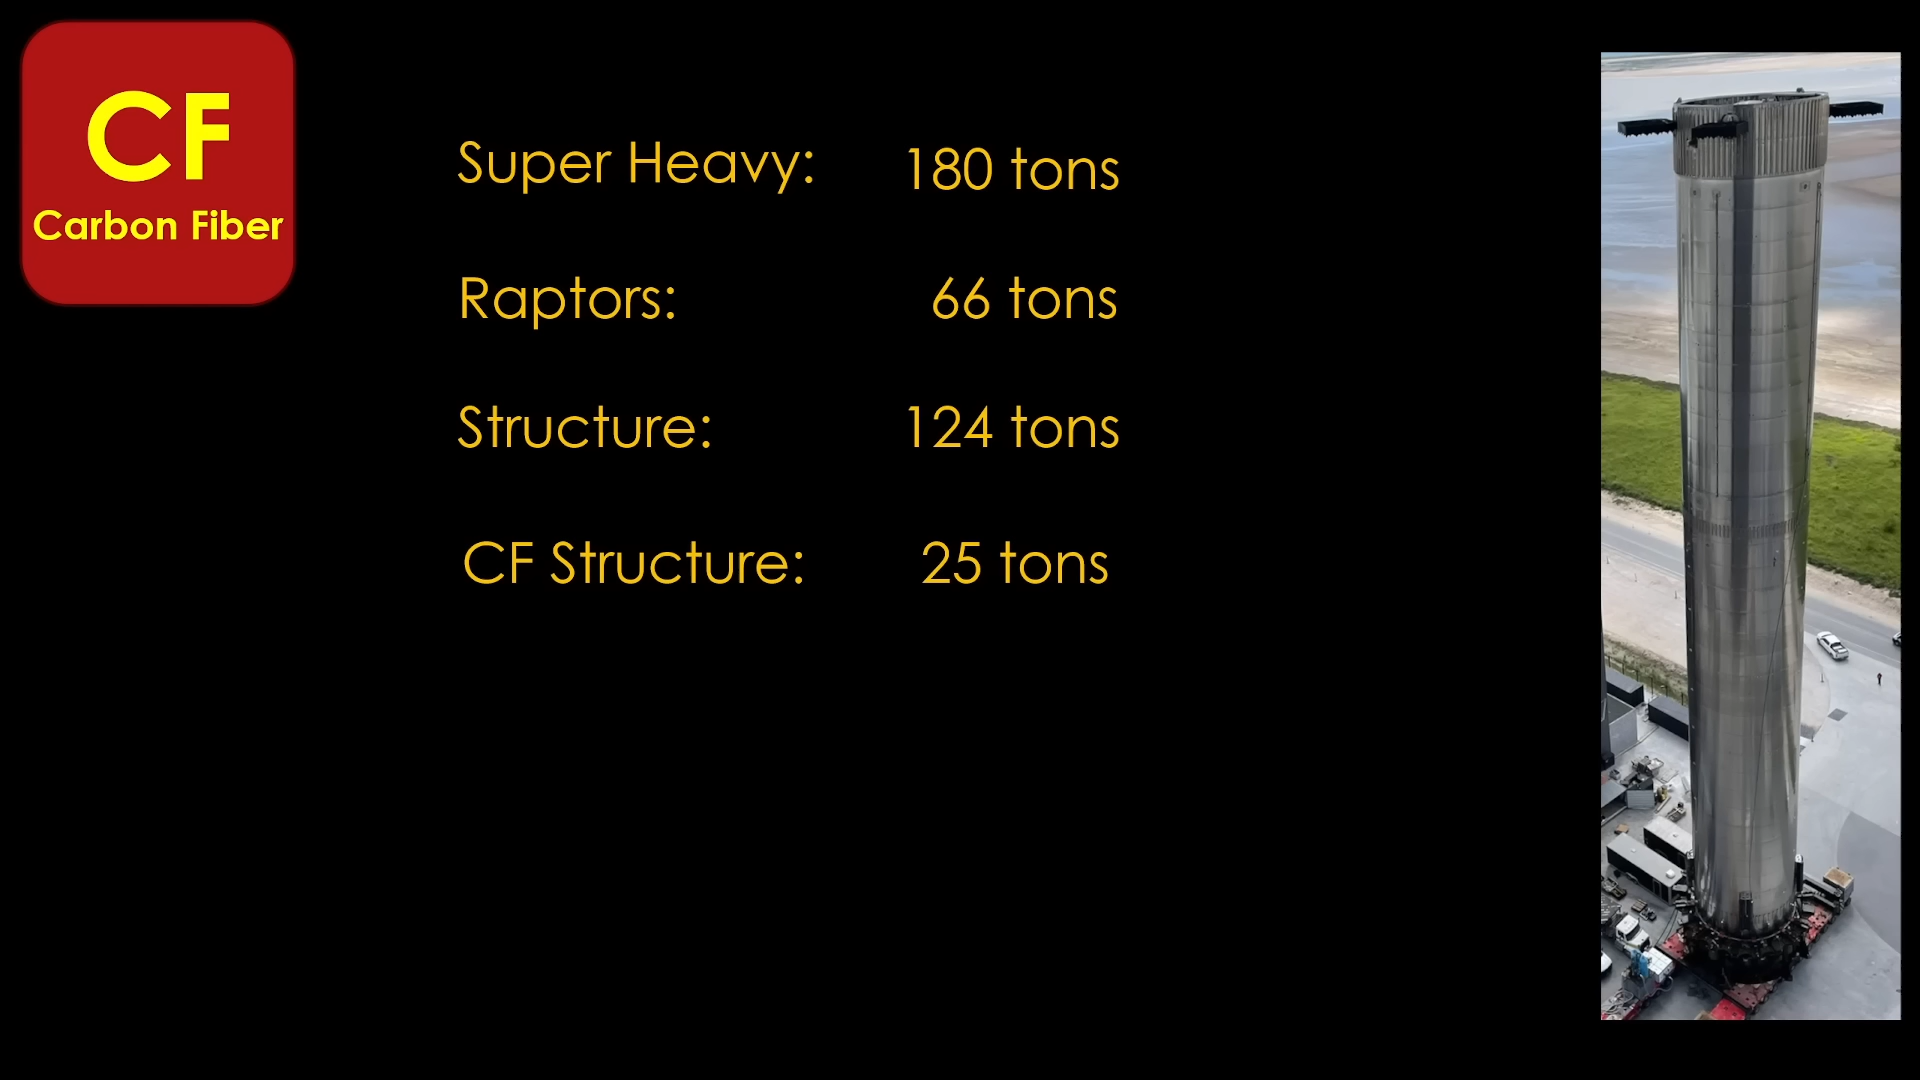 CF
Carbon Fiber
Super Heavy: 180 tons
Raptors: 66 tons
Structure: 124 tons
CF Structure: 25 tons